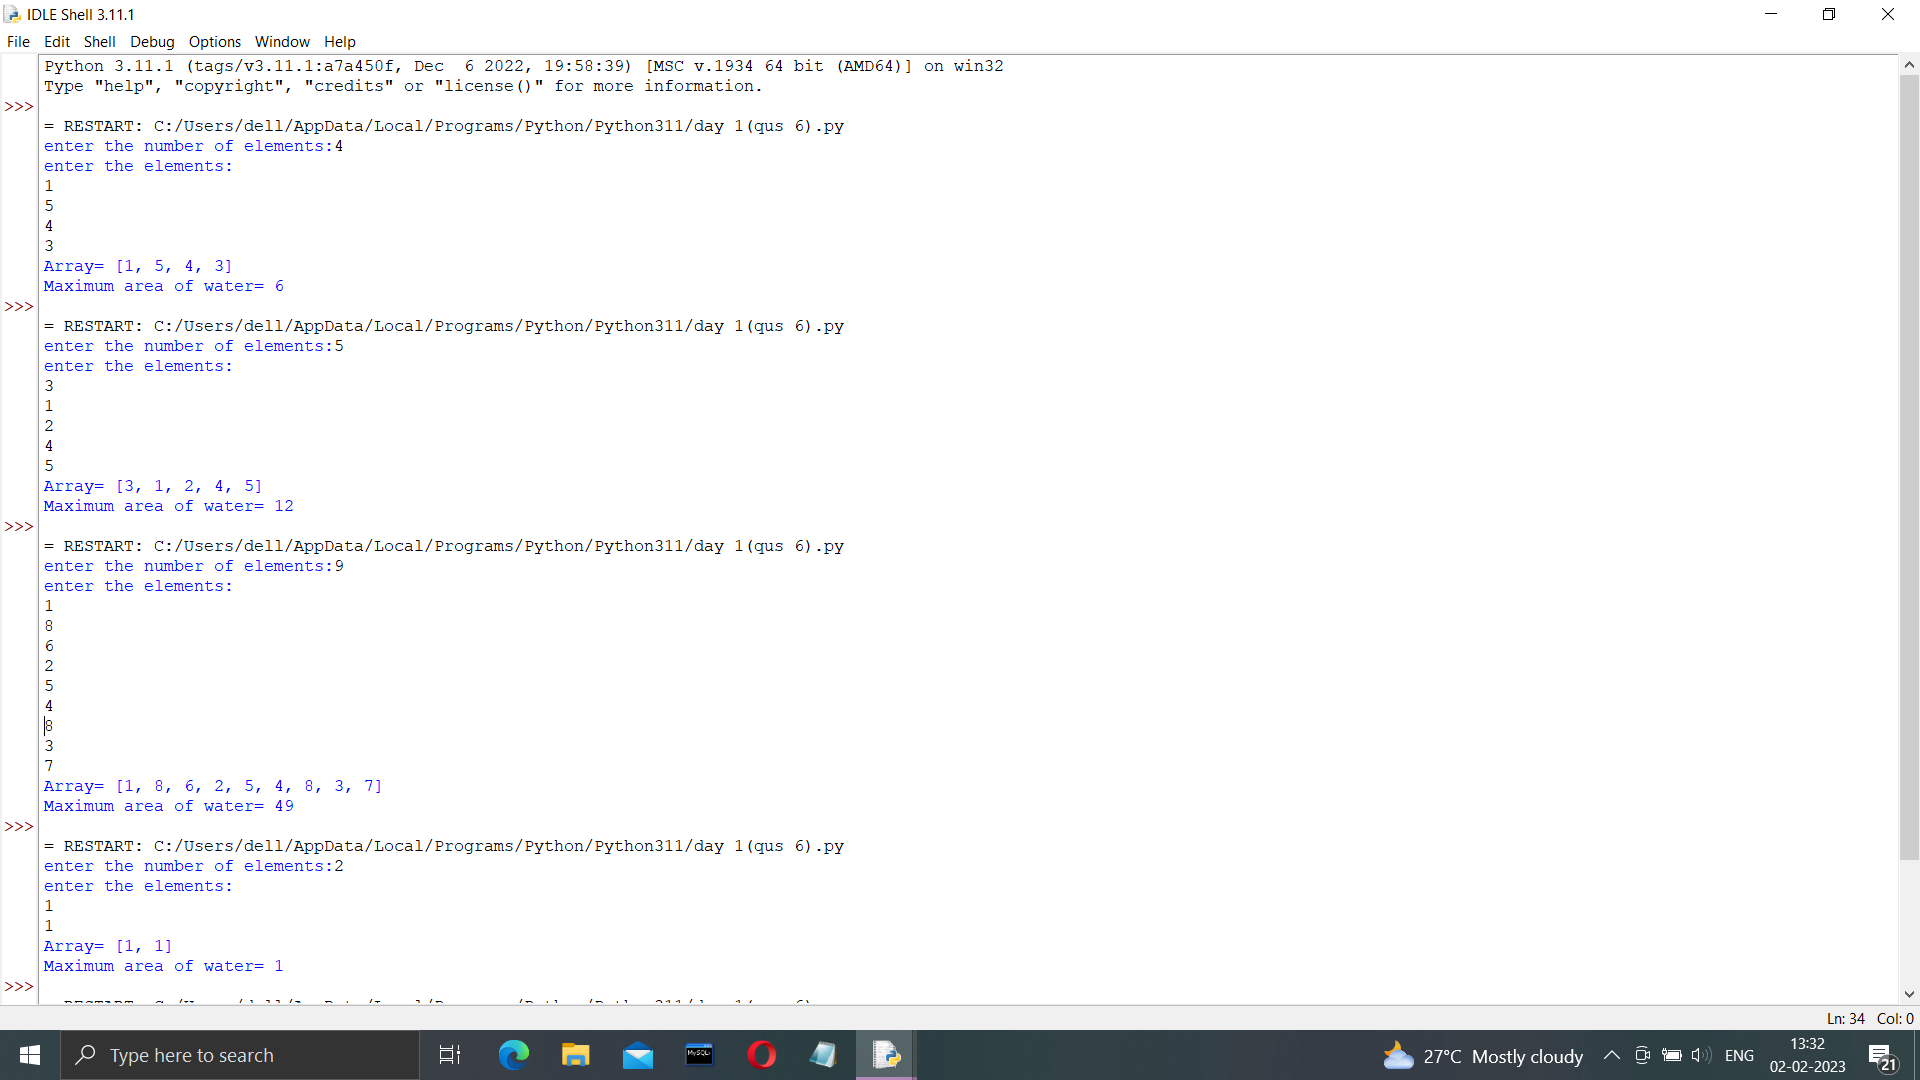 IDLE Shell 3.11.1
File Edit Shell Debug Options Window Help
Python 3.11.1 (tags/v3.11.1:a7a450f, Dec  6 2022, 19:58:39) [MSC v.1934 64 bit (AMD64)] on win32
Type "help", "copyright", "credits" or "license()" for more information.
>>>
= RESTART: C:/Users/dell/AppData/Local/Programs/Python/Python311/day 1(qus 6).py
enter the number of elements:4
enter the elements:
1
5
4
3
Array= [1, 5, 4, 3]
Maximum area of water= 6
>>>
= RESTART: C:/Users/dell/AppData/Local/Programs/Python/Python311/day 1(qus 6).py
enter the number of elements:5
enter the elements:
3
1
2
4
5
Array= [3, 1, 2, 4, 5]
Maximum area of water= 12
>>>
= RESTART: C:/Users/dell/AppData/Local/Programs/Python/Python311/day 1(qus 6).py
enter the number of elements:9
enter the elements:
1
8
6
2
5
4
8
3
7
Array= [1, 8, 6, 2, 5, 4, 8, 3, 7]
Maximum area of water= 49
>>>
= RESTART: C:/Users/dell/AppData/Local/Programs/Python/Python311/day 1(qus 6).py
enter the number of elements:2
enter the elements:
1
1
Array= [1, 1]
Maximum area of water= 1
>>>
Ln: 34 Col: 0
Type here to search
27°C Mostly cloudy
ENG
13:32
02-02-2023
21